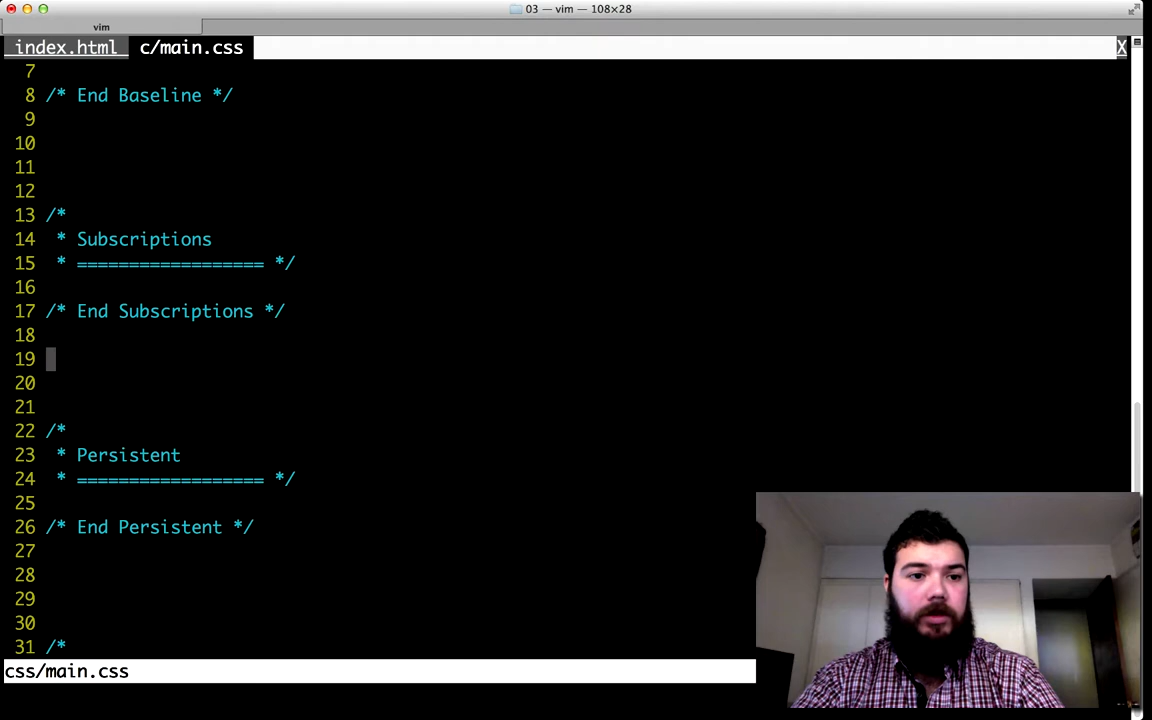 03 — vim — 108×28
vim
index.html c/main.css X
7
8 /* End Baseline */
9
10
11
12
13 /*
14  * Subscriptions
15  * ================== */
16
17 /* End Subscriptions */
18
19
20
21
22 /*
23  * Persistent
24  * ================== */
25
26 /* End Persistent */
27
28
29
30
31 /*
css/main.css